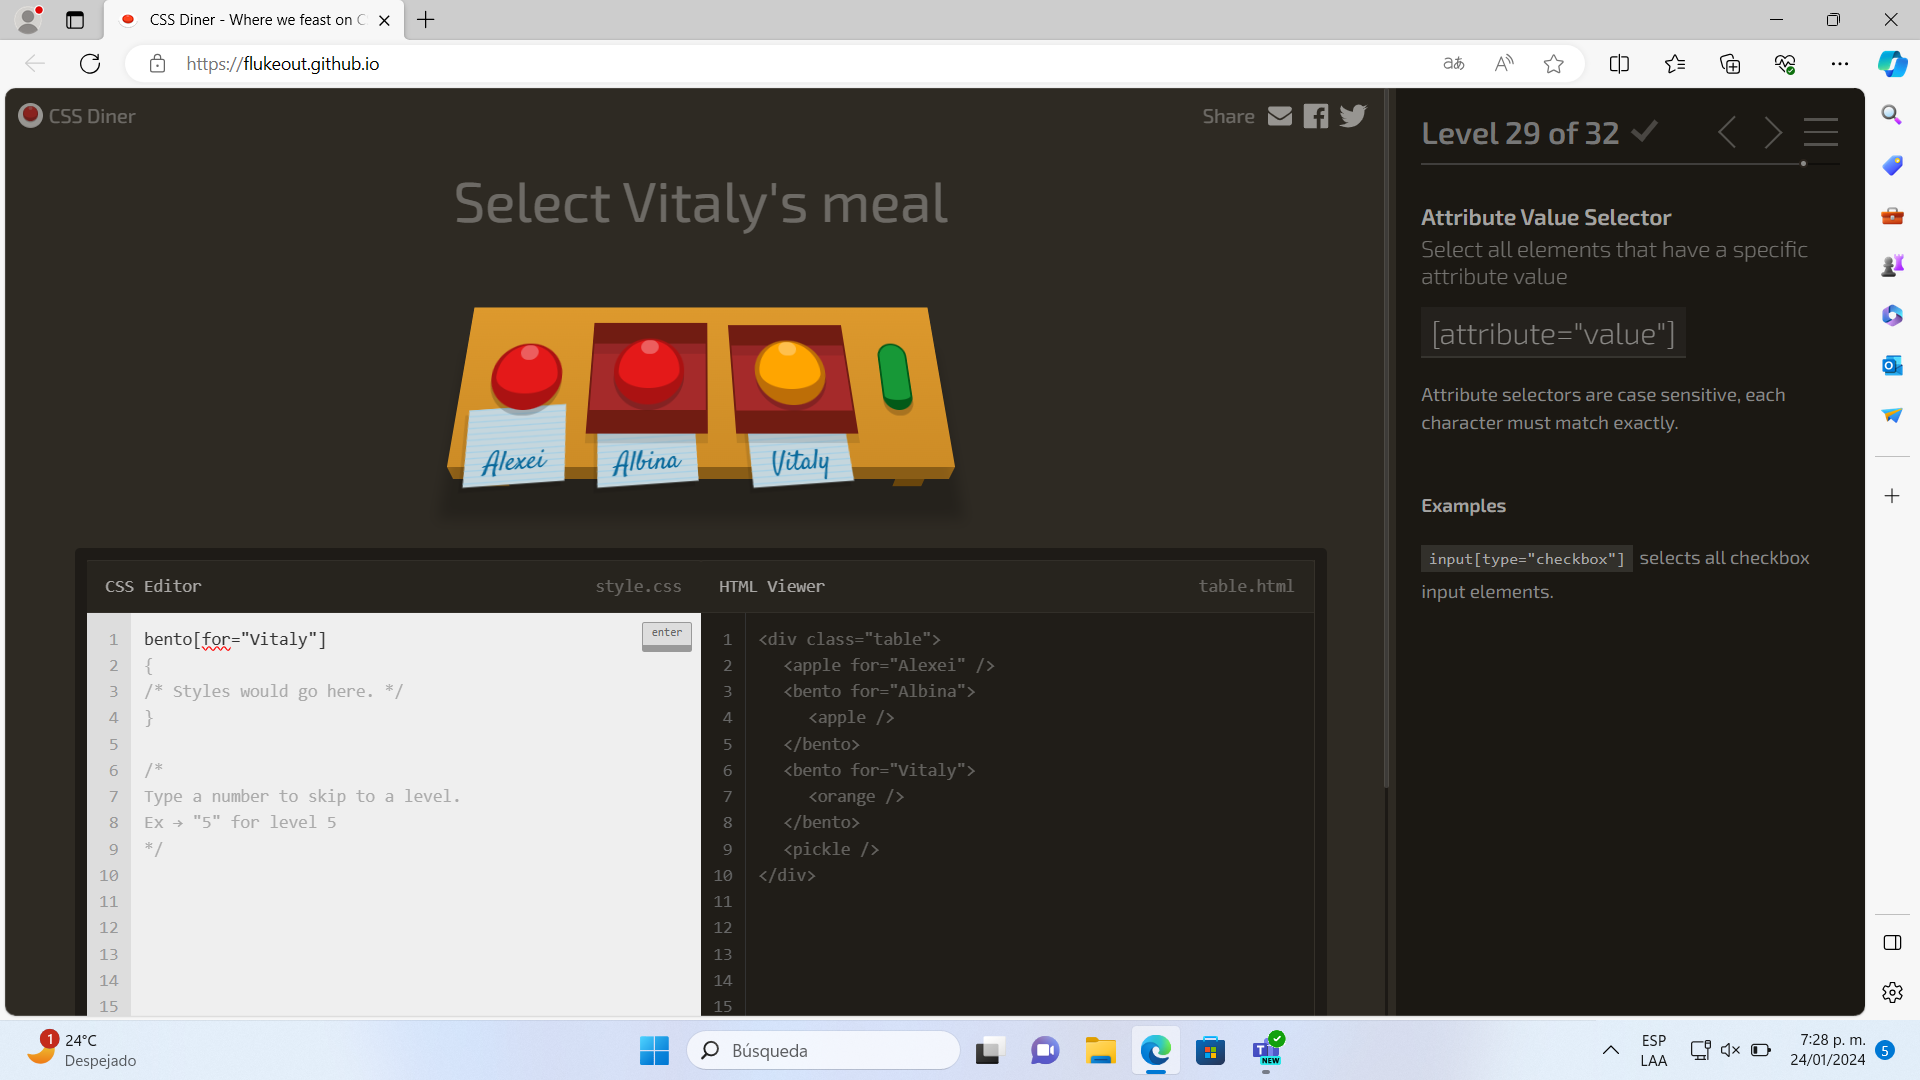 CSS Diner - Where we feast on C
https://flukeout.github.io
CSS Diner
Share
Level 29 of 32
Select Vitaly's meal
Attribute Value Selector
Select all elements that have a specific
attribute value
[attribute="value"]
Attribute selectors are case sensitive, each
character must match exactly.
Examples
input[type="checkbox"] selects all checkbox
input elements.
Alexei
Albina
Vitaly
CSS Editor
style.css
HTML Viewer
table.html
enter
1 bento[for="Vitaly"]
2 {
3 /* Styles would go here. */
4 }
5
6 /*
7 Type a number to skip to a level.
8 Ex → "5" for level 5
9 */
10
11
12
13
14
15
1 <div class="table">
2 <apple for="Alexei" />
3 <bento for="Albina">
4 <apple />
5 </bento>
6 <bento for="Vitaly">
7 <orange />
8 </bento>
9 <pickle />
10 </div>
11
12
13
14
15
1
24°C
Despejado
Búsqueda
NEW
ESP
LAA
7:28 p. m.
24/01/2024
5